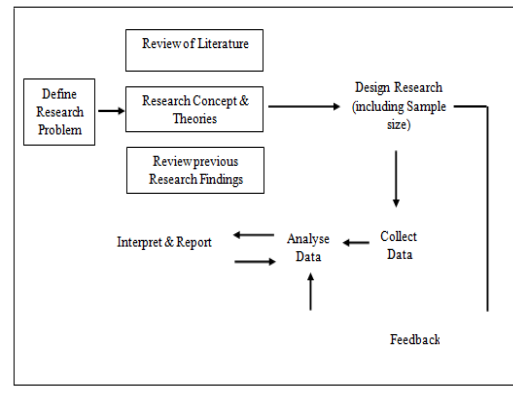 Review of Literature
Define
Research
Problem
Research Concept &
Theories
Design Research
(including Sample
size)
Review previous
Research Findings
Interpret & Report
Analyse
Data
Collect
Data
Feedback